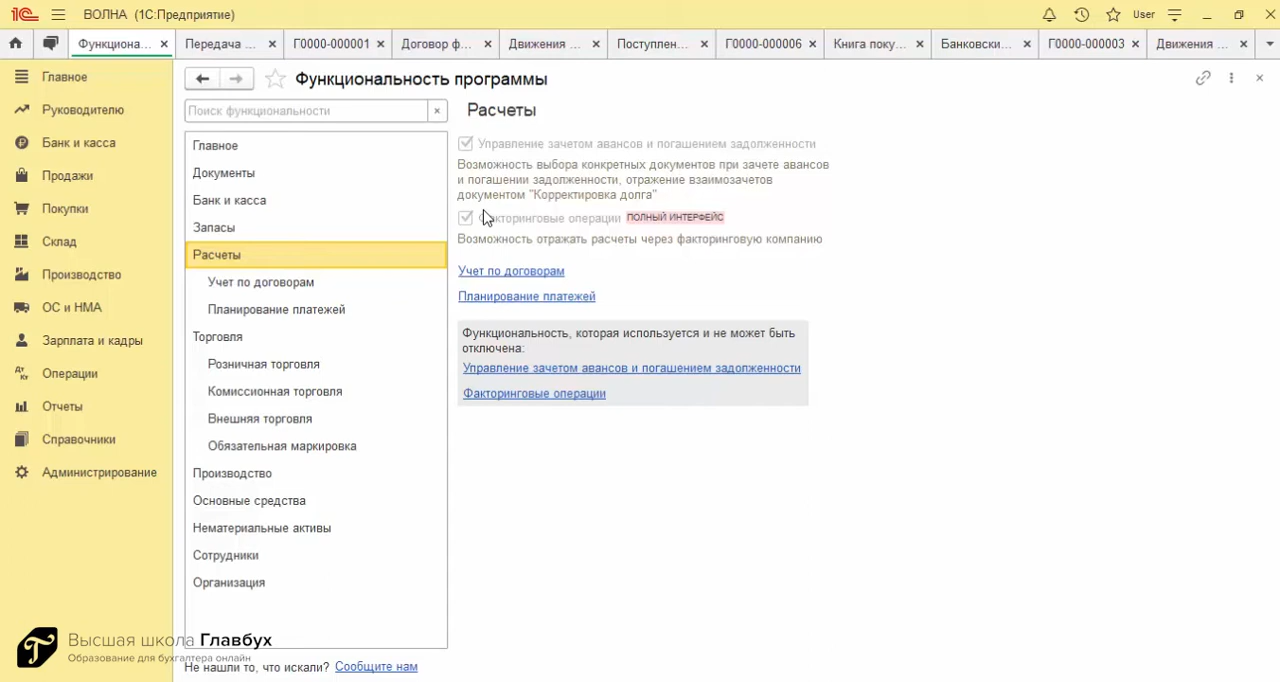 1С ВОЛНА (1С:Предприятие) User
Функциона... Передача ... Г0000-000001 Договор ф... Движения ... Поступлен... Г0000-000006 Книга поку... Банковски... Г0000-000003 Движения ...
Главное
Руководителю
Банк и касса
Продажи
Покупки
Склад
Производство
ОС и НМА
Зарплата и кадры
Дт Кт Операции
Отчеты
Справочники
Администрирование
Функциональность программы
Поиск функциональности
Главное
Документы
Банк и касса
Запасы
Расчеты
Учет по договорам
Планирование платежей
Торговля
Розничная торговля
Комиссионная торговля
Внешняя торговля
Обязательная маркировка
Производство
Основные средства
Нематериальные активы
Сотрудники
Организация
Не нашли то, что искали? Сообщите нам
Расчеты
Управление зачетом авансов и погашением задолженности
Возможность выбора конкретных документов при зачете авансов
и погашении задолженности, отражение взаимозачетов
документом "Корректировка долга"
Факторинговые операции ПОЛНЫЙ ИНТЕРФЕЙС
Возможность отражать расчеты через факторинговую компанию
Учет по договорам
Планирование платежей
Функциональность, которая используется и не может быть
отключена:
Управление зачетом авансов и погашением задолженности
Факторинговые операции
Высшая школа Главбух
Образование для бухгалтера онлайн